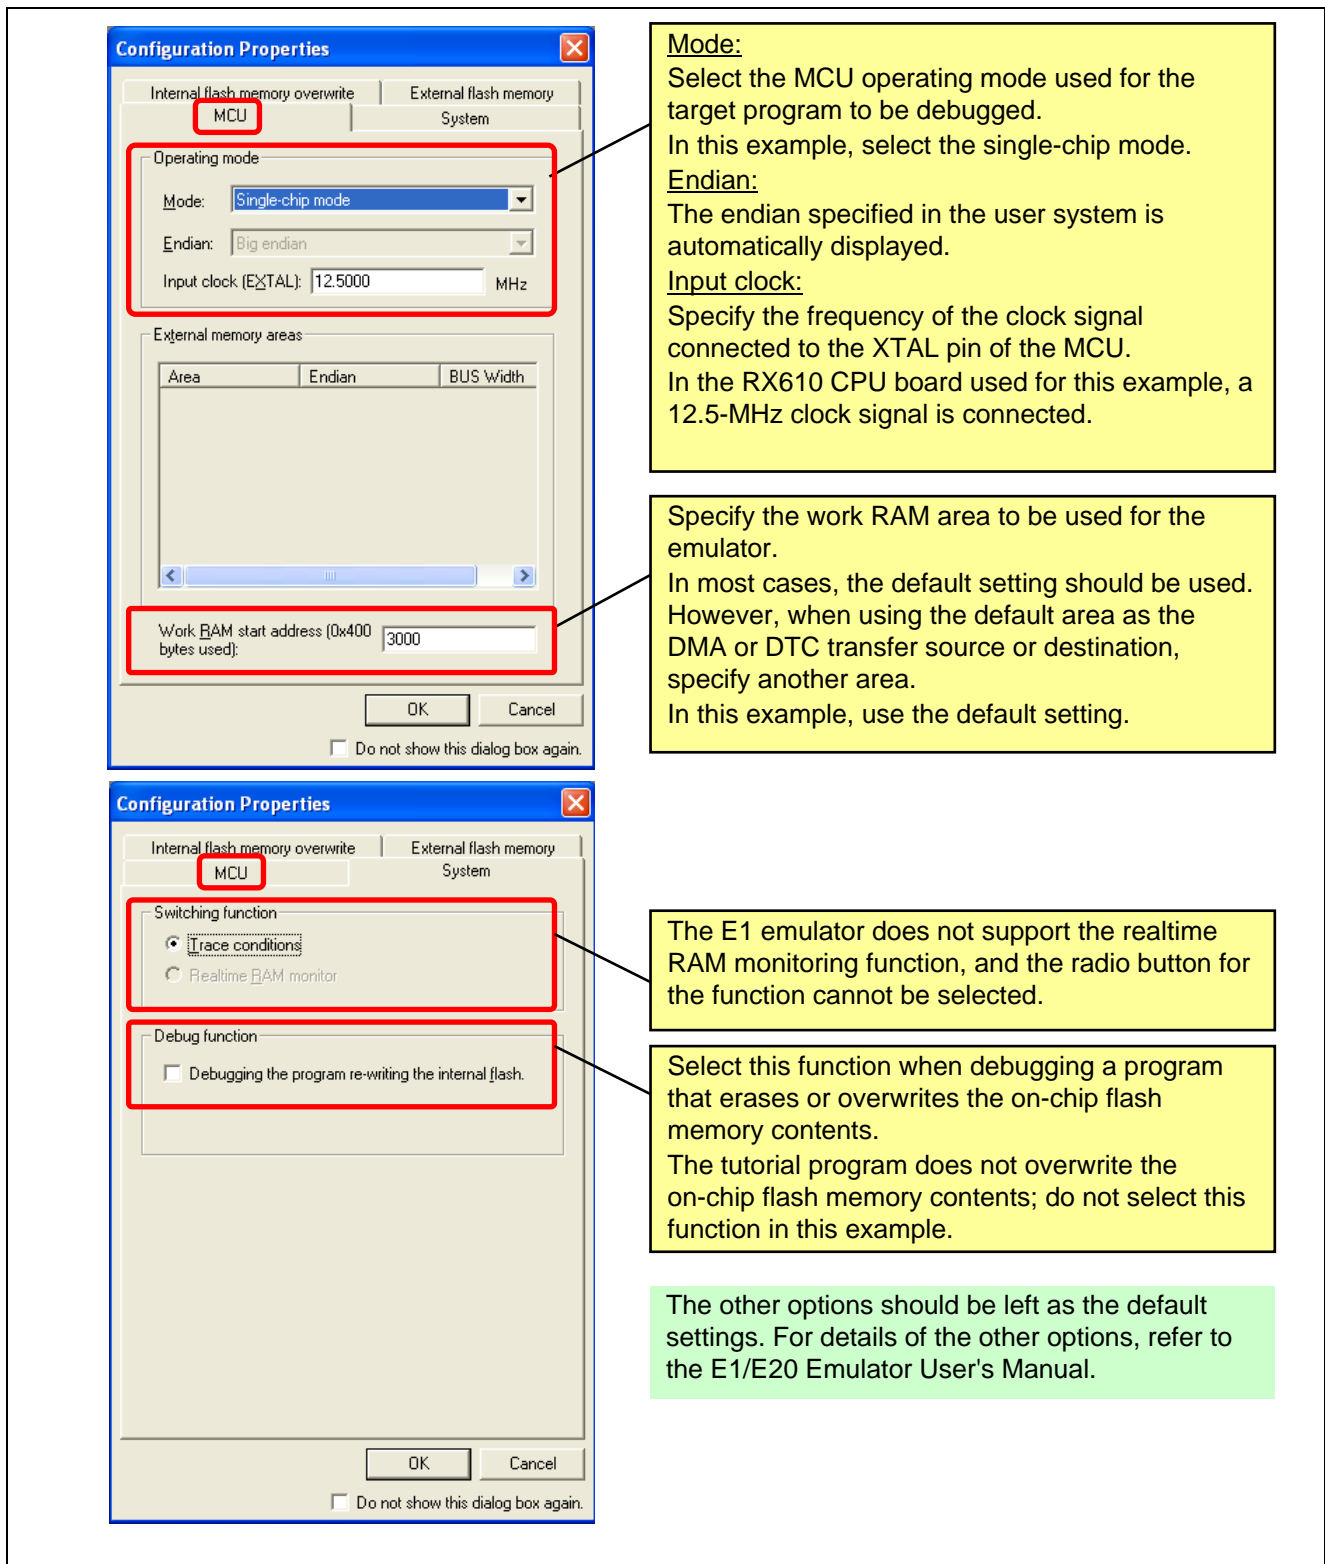 Configuration Properties
Internal flash memory overwrite
External flash memory
MCU
System
Operating mode
Mode:
Single-chip mode
Endian:
Big endian
Input clock (EXTAL):
12.5000
MHz
External memory areas
Area
Endian
BUS Width
Work RAM start address (0x400
bytes used):
3000
OK
Cancel
Do not show this dialog box again.
Mode:
Select the MCU operating mode used for the
target program to be debugged.
In this example, select the single-chip mode.
Endian:
The endian specified in the user system is
automatically displayed.
Input clock:
Specify the frequency of the clock signal
connected to the XTAL pin of the MCU.
In the RX610 CPU board used for this example, a
12.5-MHz clock signal is connected.
Specify the work RAM area to be used for the
emulator.
In most cases, the default setting should be used.
However, when using the default area as the
DMA or DTC transfer source or destination,
specify another area.
In this example, use the default setting.
Configuration Properties
Internal flash memory overwrite
External flash memory
MCU
System
Switching function
Trace conditions
Realtime RAM monitor
Debug function
Debugging the program re-writing the internal flash.
OK
Cancel
Do not show this dialog box again.
The E1 emulator does not support the realtime
RAM monitoring function, and the radio button for
the function cannot be selected.
Select this function when debugging a program
that erases or overwrites the on-chip flash
memory contents.
The tutorial program does not overwrite the
on-chip flash memory contents; do not select this
function in this example.
The other options should be left as the default
settings. For details of the other options, refer to
the E1/E20 Emulator User's Manual.